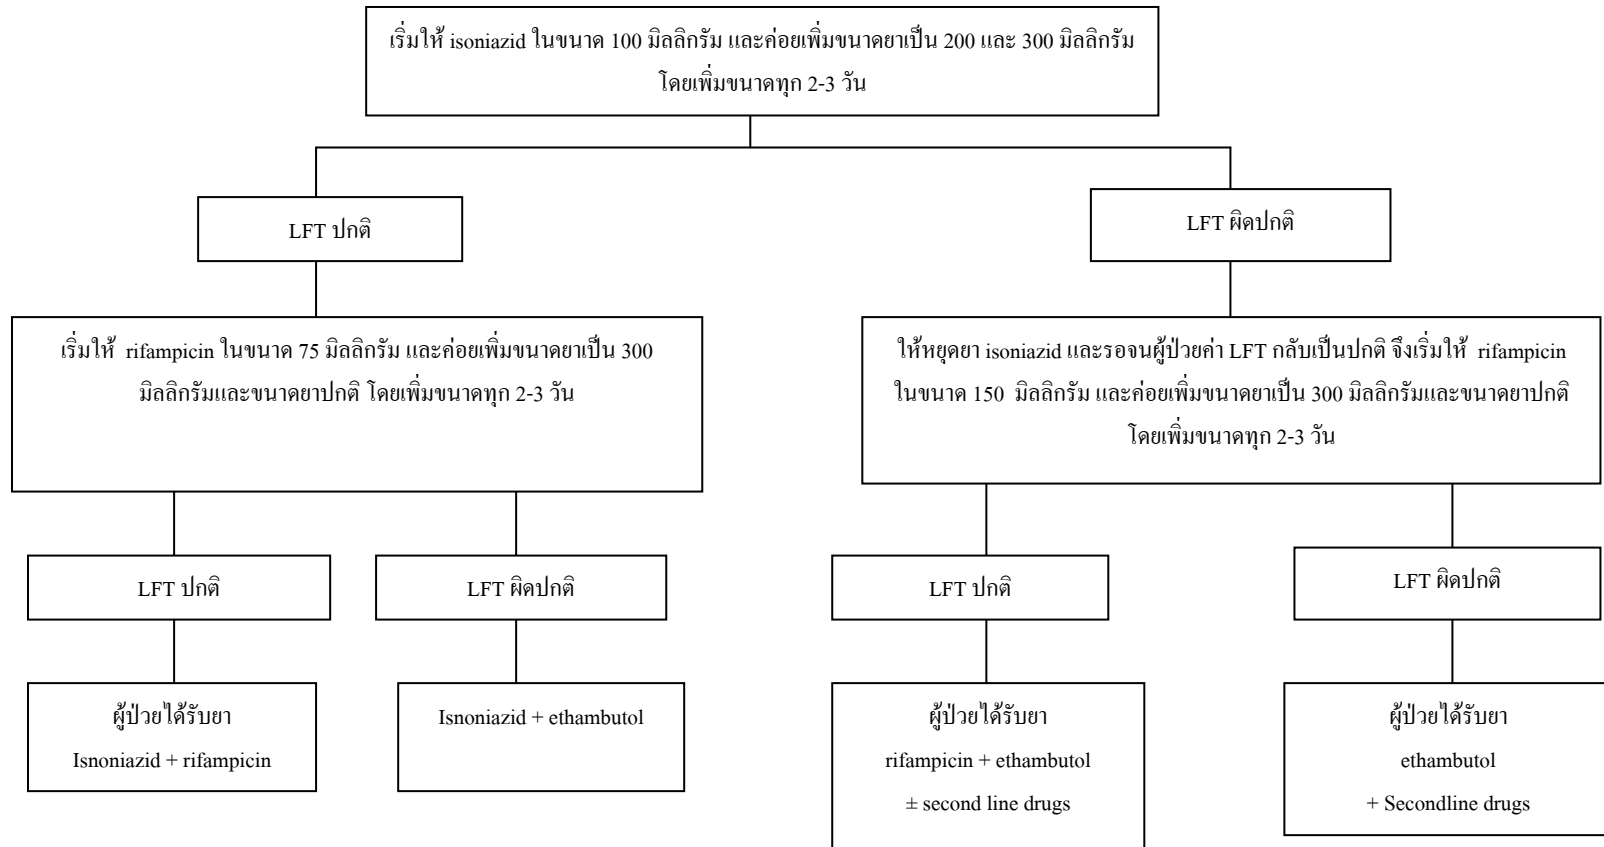 เริ่มให้ isoniazid ในขนาด 100 มิลลิกรัม และค่อยเพิ่มขนาดยาเป็น 200 และ 300 มิลลิกรัม
โดยเพิ่มขนาดทุก 2-3 วัน
LFT ปกติ
LFT ผิดปกติ
เริ่มให้ rifampicin ในขนาด 75 มิลลิกรัม และค่อยเพิ่มขนาดยาเป็น 300
มิลลิกรัมและขนาดยาปกติ โดยเพิ่มขนาดทุก 2-3 วัน
ให้หยุดยา isoniazid และรอจนผู้ป่วยค่า LFT กลับเป็นปกติ จึงเริ่มให้ rifampicin
ในขนาด 150 มิลลิกรัม และค่อยเพิ่มขนาดยาเป็น 300 มิลลิกรัมและขนาดยาปกติ
โดยเพิ่มขนาดทุก 2-3 วัน
LFT ปกติ
LFT ผิดปกติ
LFT ปกติ
LFT ผิดปกติ
ผู้ป่วยได้รับยา
Isnoniazid + rifampicin
Isnoniazid + ethambutol
ผู้ป่วยได้รับยา
rifampicin + ethambutol
± second line drugs
ผู้ป่วยได้รับยา
ethambutol
+ Secondline drugs